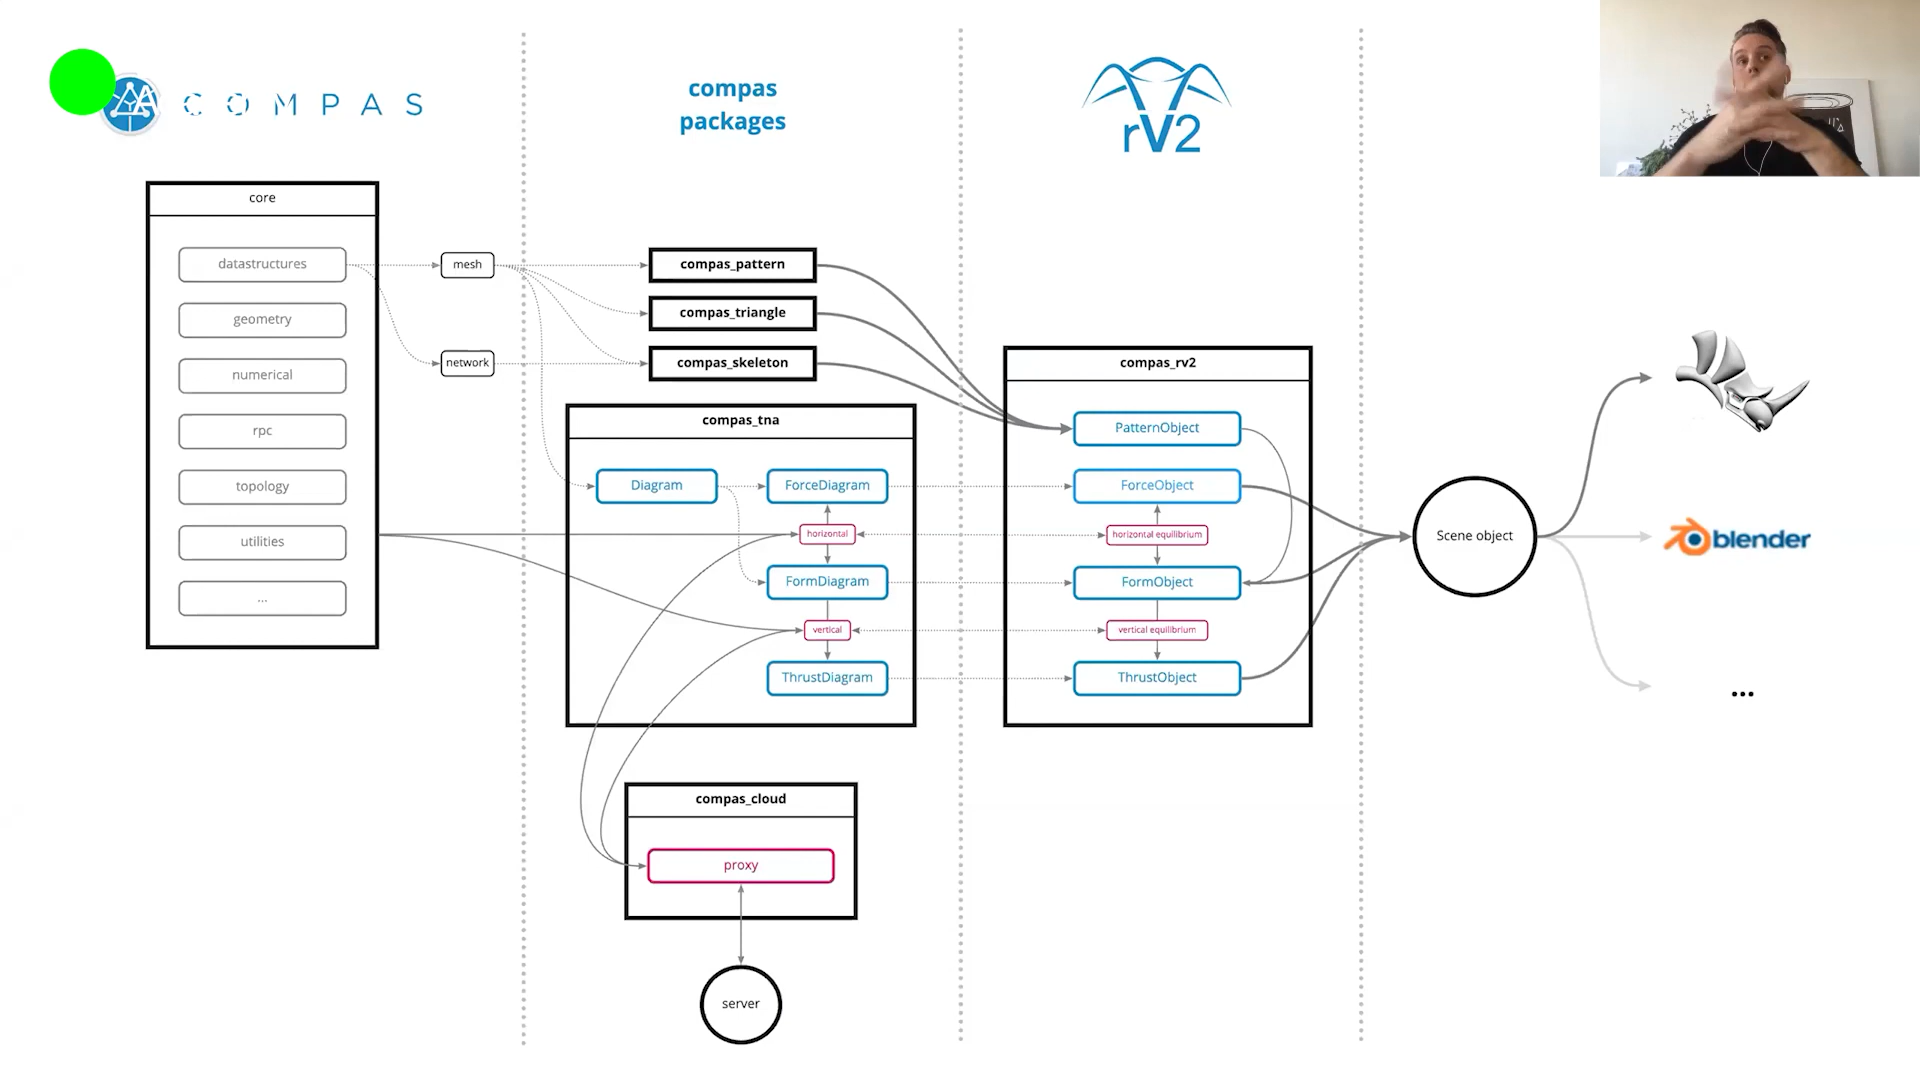 COMPAS
compas
packages
rV2
core
datastructures
geometry
numerical
rpc
topology
utilities
...
mesh
network
compas_pattern
compas_triangle
compas_skeleton
compas_tna
Diagram
ForceDiagram
horizontal
FormDiagram
vertical
ThrustDiagram
compas_cloud
proxy
server
compas_rv2
PatternObject
ForceObject
horizontal equilibrium
FormObject
vertical equilibrium
ThrustObject
Scene object
blender
...